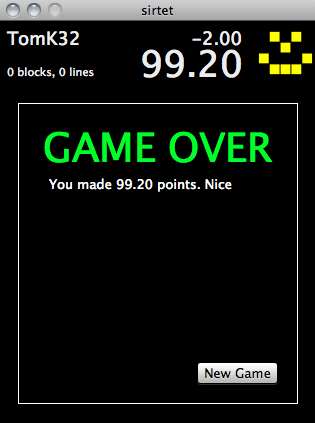 sirtet
TomK32
-2.00
99.20
0 blocks, 0 lines
GAME OVER
You made 99.20 points. Nice
New Game